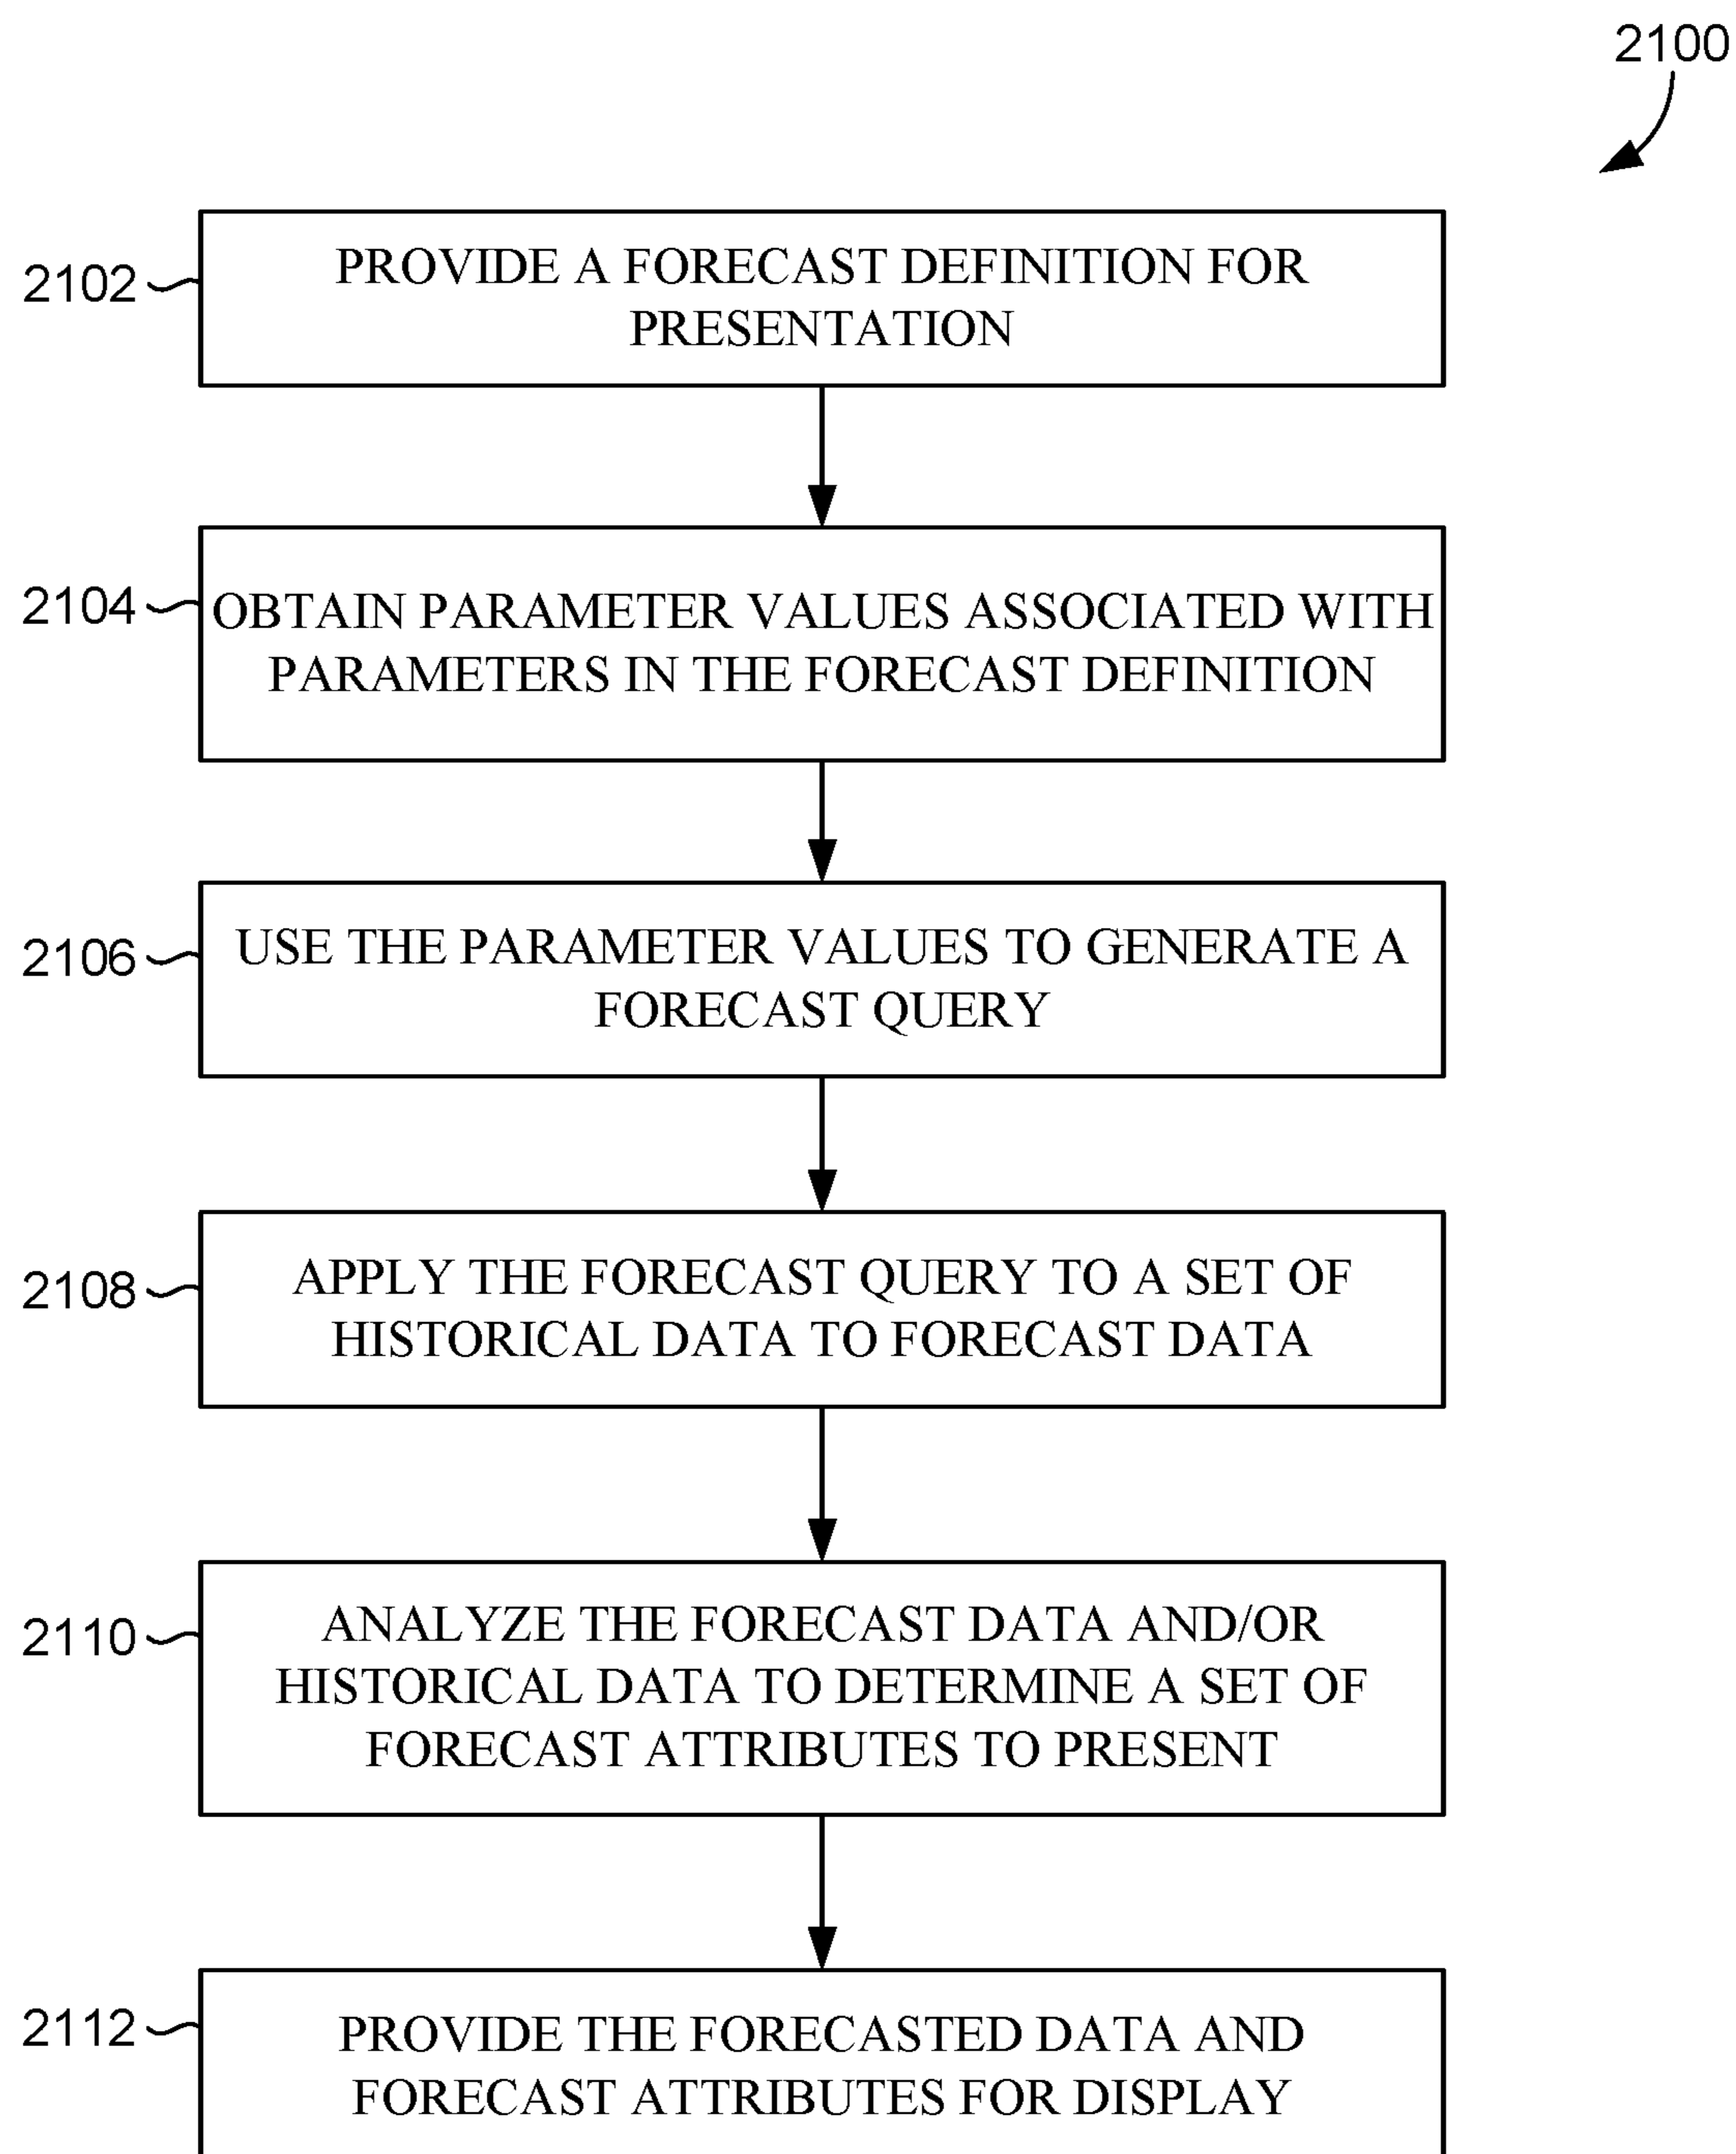 2100
2102
PROVIDE A FORECAST DEFINITION FOR
PRESENTATION
2104
OBTAIN PARAMETER VALUES ASSOCIATED WITH
PARAMETERS IN THE FORECAST DEFINITION
2106
USE THE PARAMETER VALUES TO GENERATE A
FORECAST QUERY
2108
APPLY THE FORECAST QUERY TO A SET OF
HISTORICAL DATA TO FORECAST DATA
2110
ANALYZE THE FORECAST DATA AND/OR
HISTORICAL DATA TO DETERMINE A SET OF
FORECAST ATTRIBUTES TO PRESENT
2112
PROVIDE THE FORECASTED DATA AND
FORECAST ATTRIBUTES FOR DISPLAY